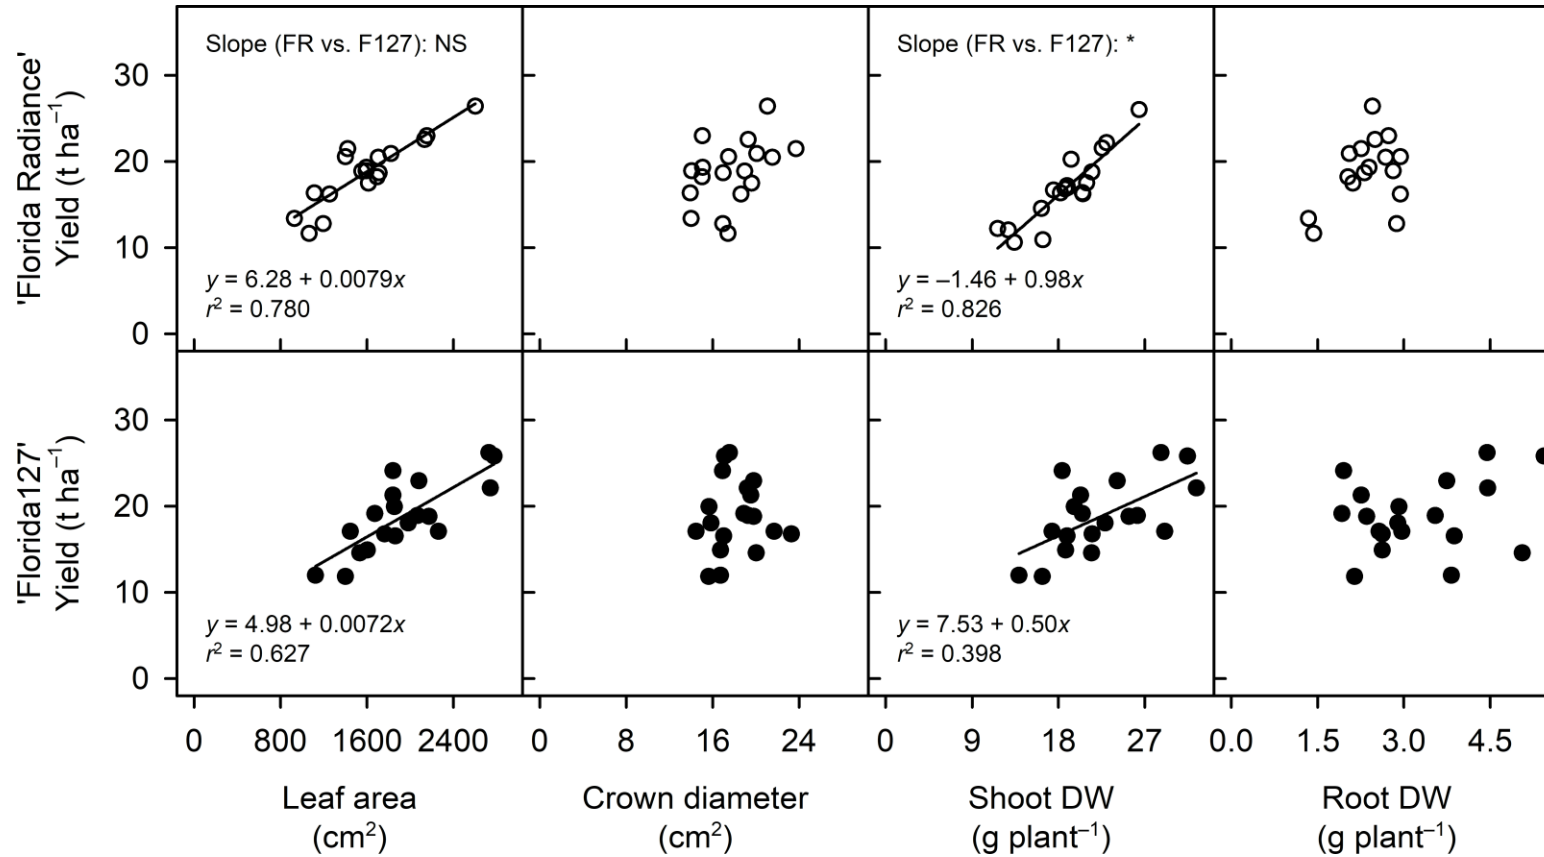 Slope (FR vs. F127): NS
Slope (FR vs. F127): *
'Florida Radiance'
Yield (t ha⁻¹)
30
20
10
0
y = 6.28 + 0.0079x
r² = 0.780
y = –1.46 + 0.98x
r² = 0.826
'Florida127'
Yield (t ha⁻¹)
30
20
10
0
y = 4.98 + 0.0072x
r² = 0.627
y = 7.53 + 0.50x
r² = 0.398
0 800 1600 2400 0 8 16 24 0 9 18 27 0.0 1.5 3.0 4.5
Leaf area
(cm²)
Crown diameter
(cm²)
Shoot DW
(g plant⁻¹)
Root DW
(g plant⁻¹)